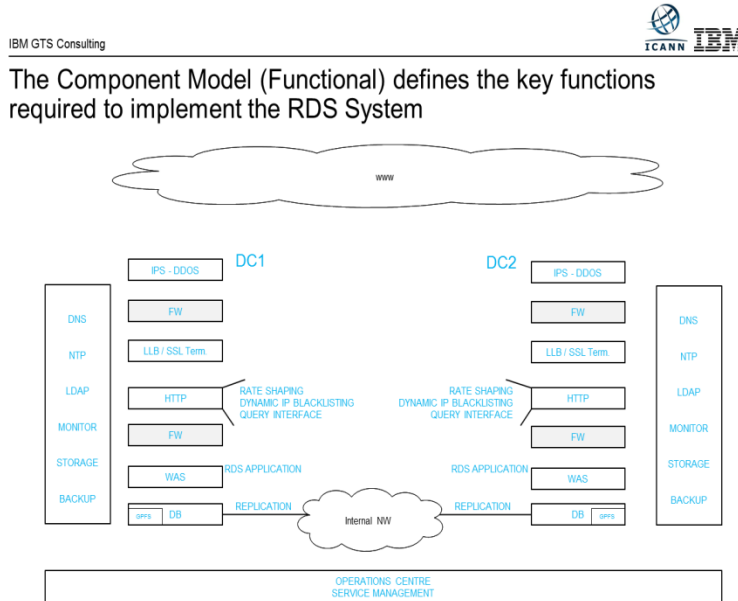 IBM GTS Consulting
ICANN
IBM
The Component Model (Functional) defines the key functions
required to implement the RDS System
www
DC1
DC2
IPS - DDOS
FW
LLB / SSL Term.
HTTP
FW
WAS
GPFS
DB
DNS
NTP
LDAP
MONITOR
STORAGE
BACKUP
RATE SHAPING
DYNAMIC IP BLACKLISTING
QUERY INTERFACE
RDS APPLICATION
REPLICATION
Internal NW
RATE SHAPING
DYNAMIC IP BLACKLISTING
QUERY INTERFACE
RDS APPLICATION
REPLICATION
IPS - DDOS
FW
LLB / SSL Term.
HTTP
FW
WAS
DB
GPFS
DNS
NTP
LDAP
MONITOR
STORAGE
BACKUP
OPERATIONS CENTRE
SERVICE MANAGEMENT